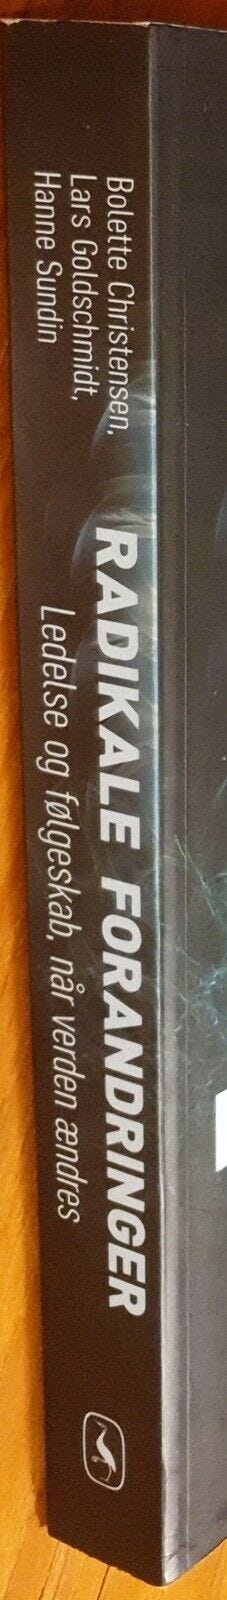 Bolette Christensen,
Lars Goldschmidt,
Hanne Sundin
RADIKALE FORANDRINGER
Ledelse og følgeskab, når verden ændres